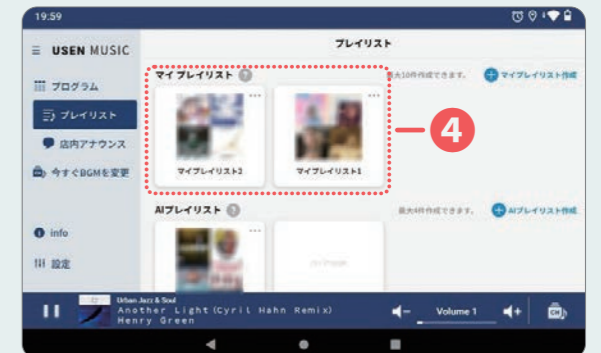 19:59
USEN MUSIC
プレイリスト
プログラム
プレイリスト
店内アナウンス
今すぐBGMを変更
info
設定
マイプレイリスト ?
最大10件作成できます。
マイプレイリスト作成
マイプレイリスト2
マイプレイリスト1
4
AIプレイリスト ?
最大4件作成できます。
AIプレイリスト作成
Urban Jazz & Soul
Another Light(Cyril Hahn Remix)
Henry Green
Volume 1
CH